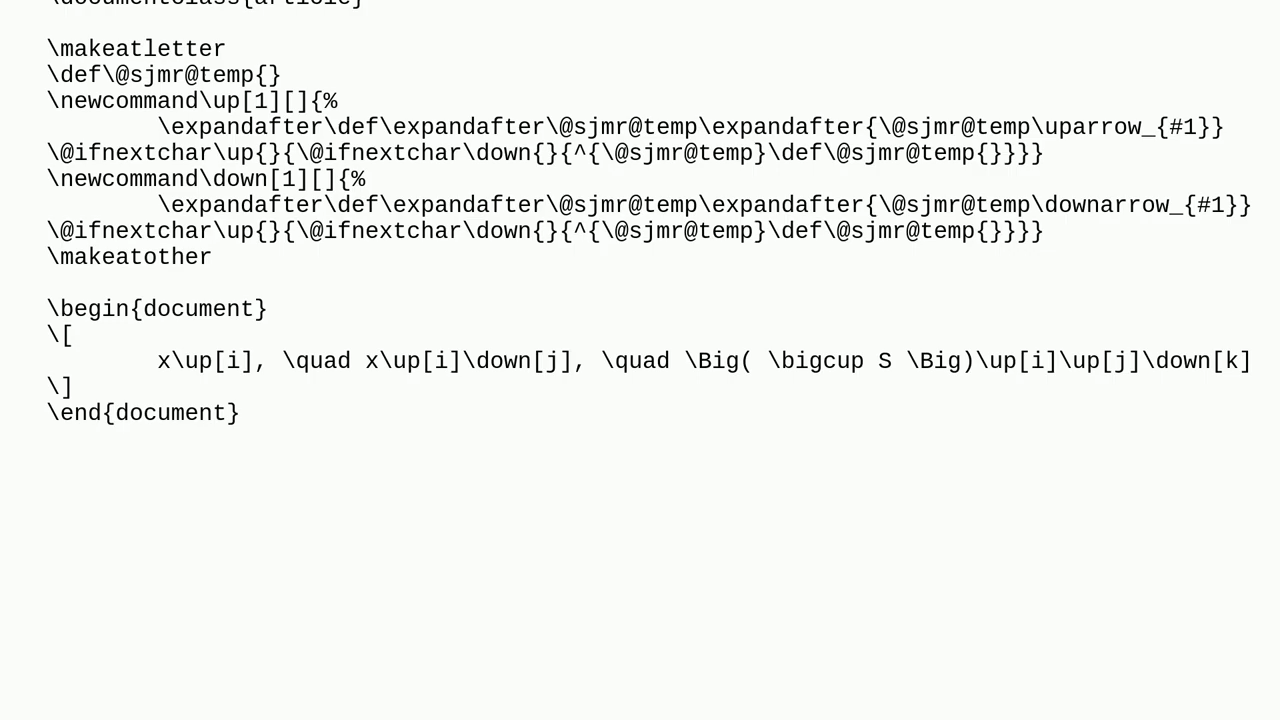 \documentclass{article}
\makeatletter
\def\@sjmr@temp{}
\newcommand\up[1][]{%
\expandafter\def\expandafter\@sjmr@temp\expandafter{\@sjmr@temp\uparrow_{#1}}
\@ifnextchar\up{}{\@ifnextchar\down{}{^{\@sjmr@temp}\def\@sjmr@temp{}}}}
\newcommand\down[1][]{%
\expandafter\def\expandafter\@sjmr@temp\expandafter{\@sjmr@temp\downarrow_{#1}}
\@ifnextchar\up{}{\@ifnextchar\down{}{^{\@sjmr@temp}\def\@sjmr@temp{}}}}
\makeatother
\begin{document}
\[
x\up[i], \quad x\up[i]\down[j], \quad \Big( \bigcup S \Big)\up[i]\up[j]\down[k]
\]
\end{document}